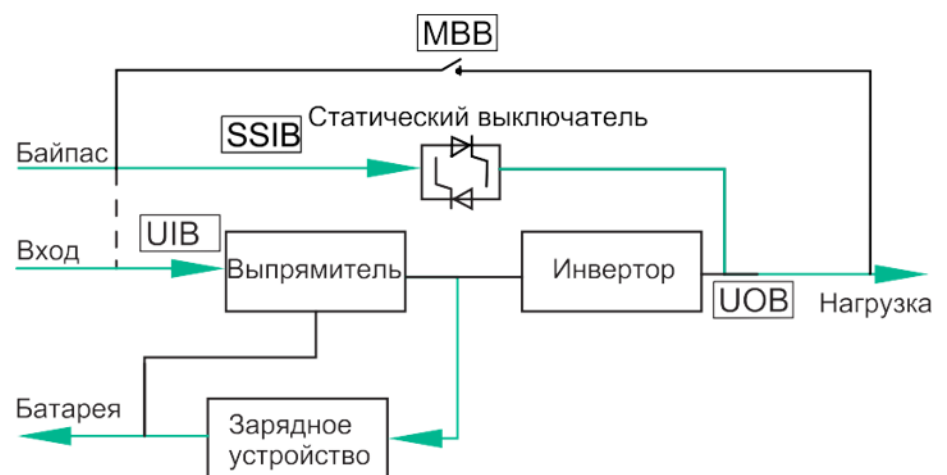 MBB
Статический выключатель
SSIB
Байпас
UIB
Вход
Выпрямитель
Инвертор
UOB
Нагрузка
Батарея
Зарядное
устройство